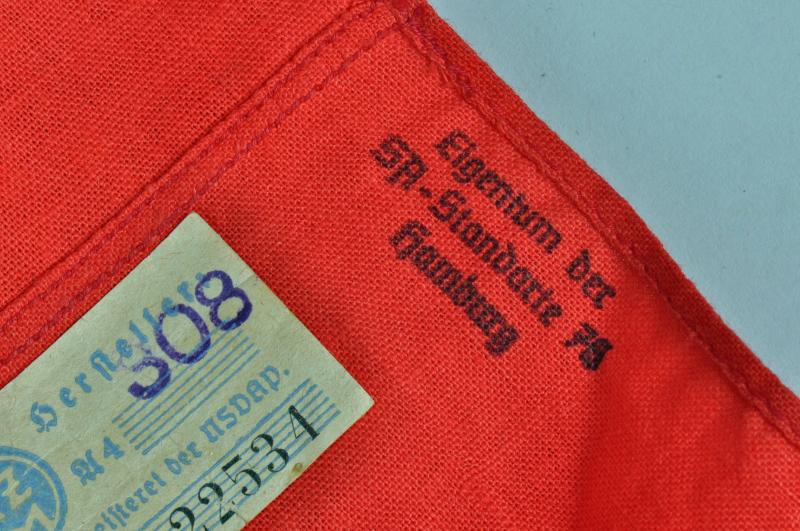 Eigentum der
SA-Standarte 76
Hamburg
Hersteller
308
A4
der NSDAP.
22534